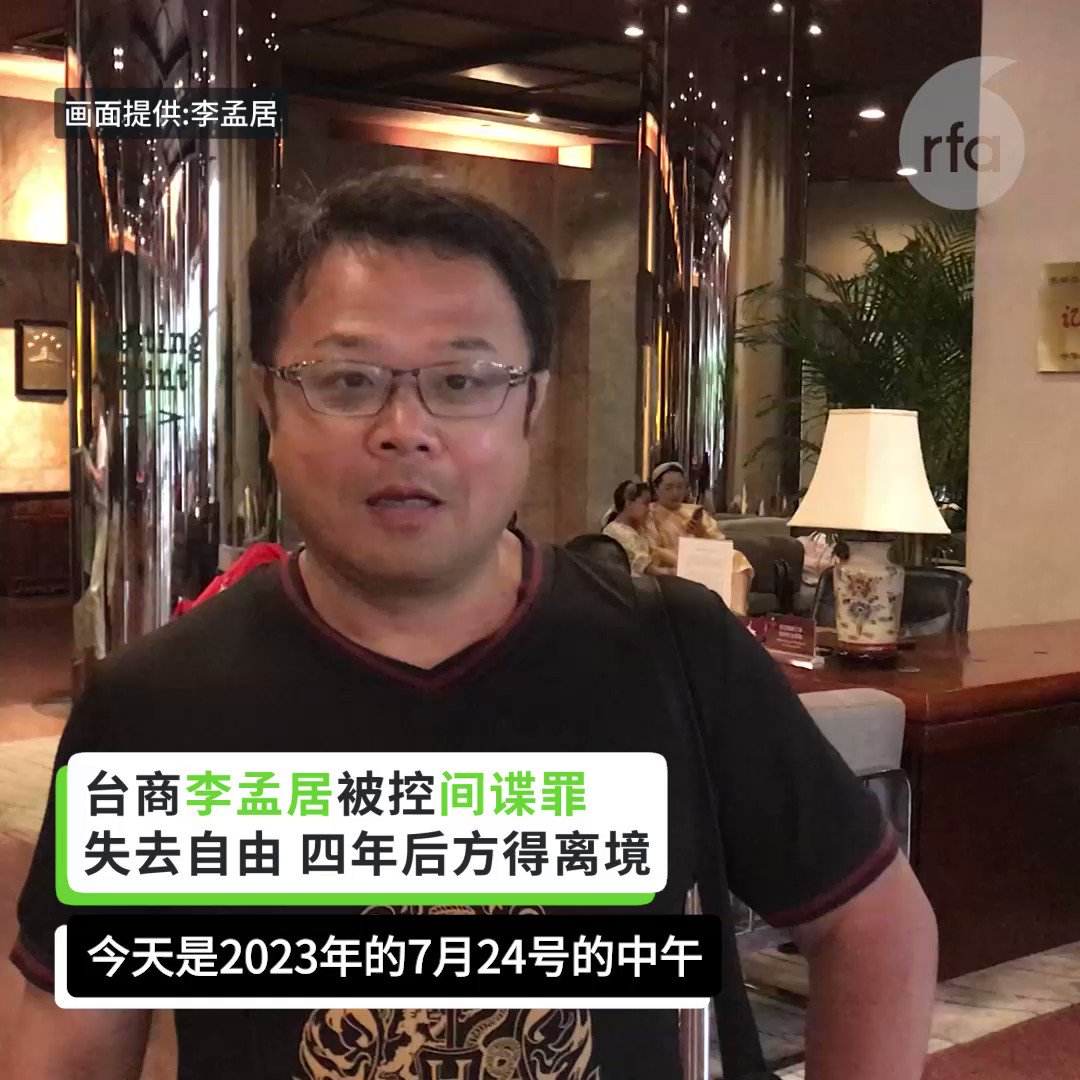 画面提供:李孟居
rfa
台商李孟居被控间谍罪
失去自由 四年后方得离境
今天是2023年的7月24号的中午
H